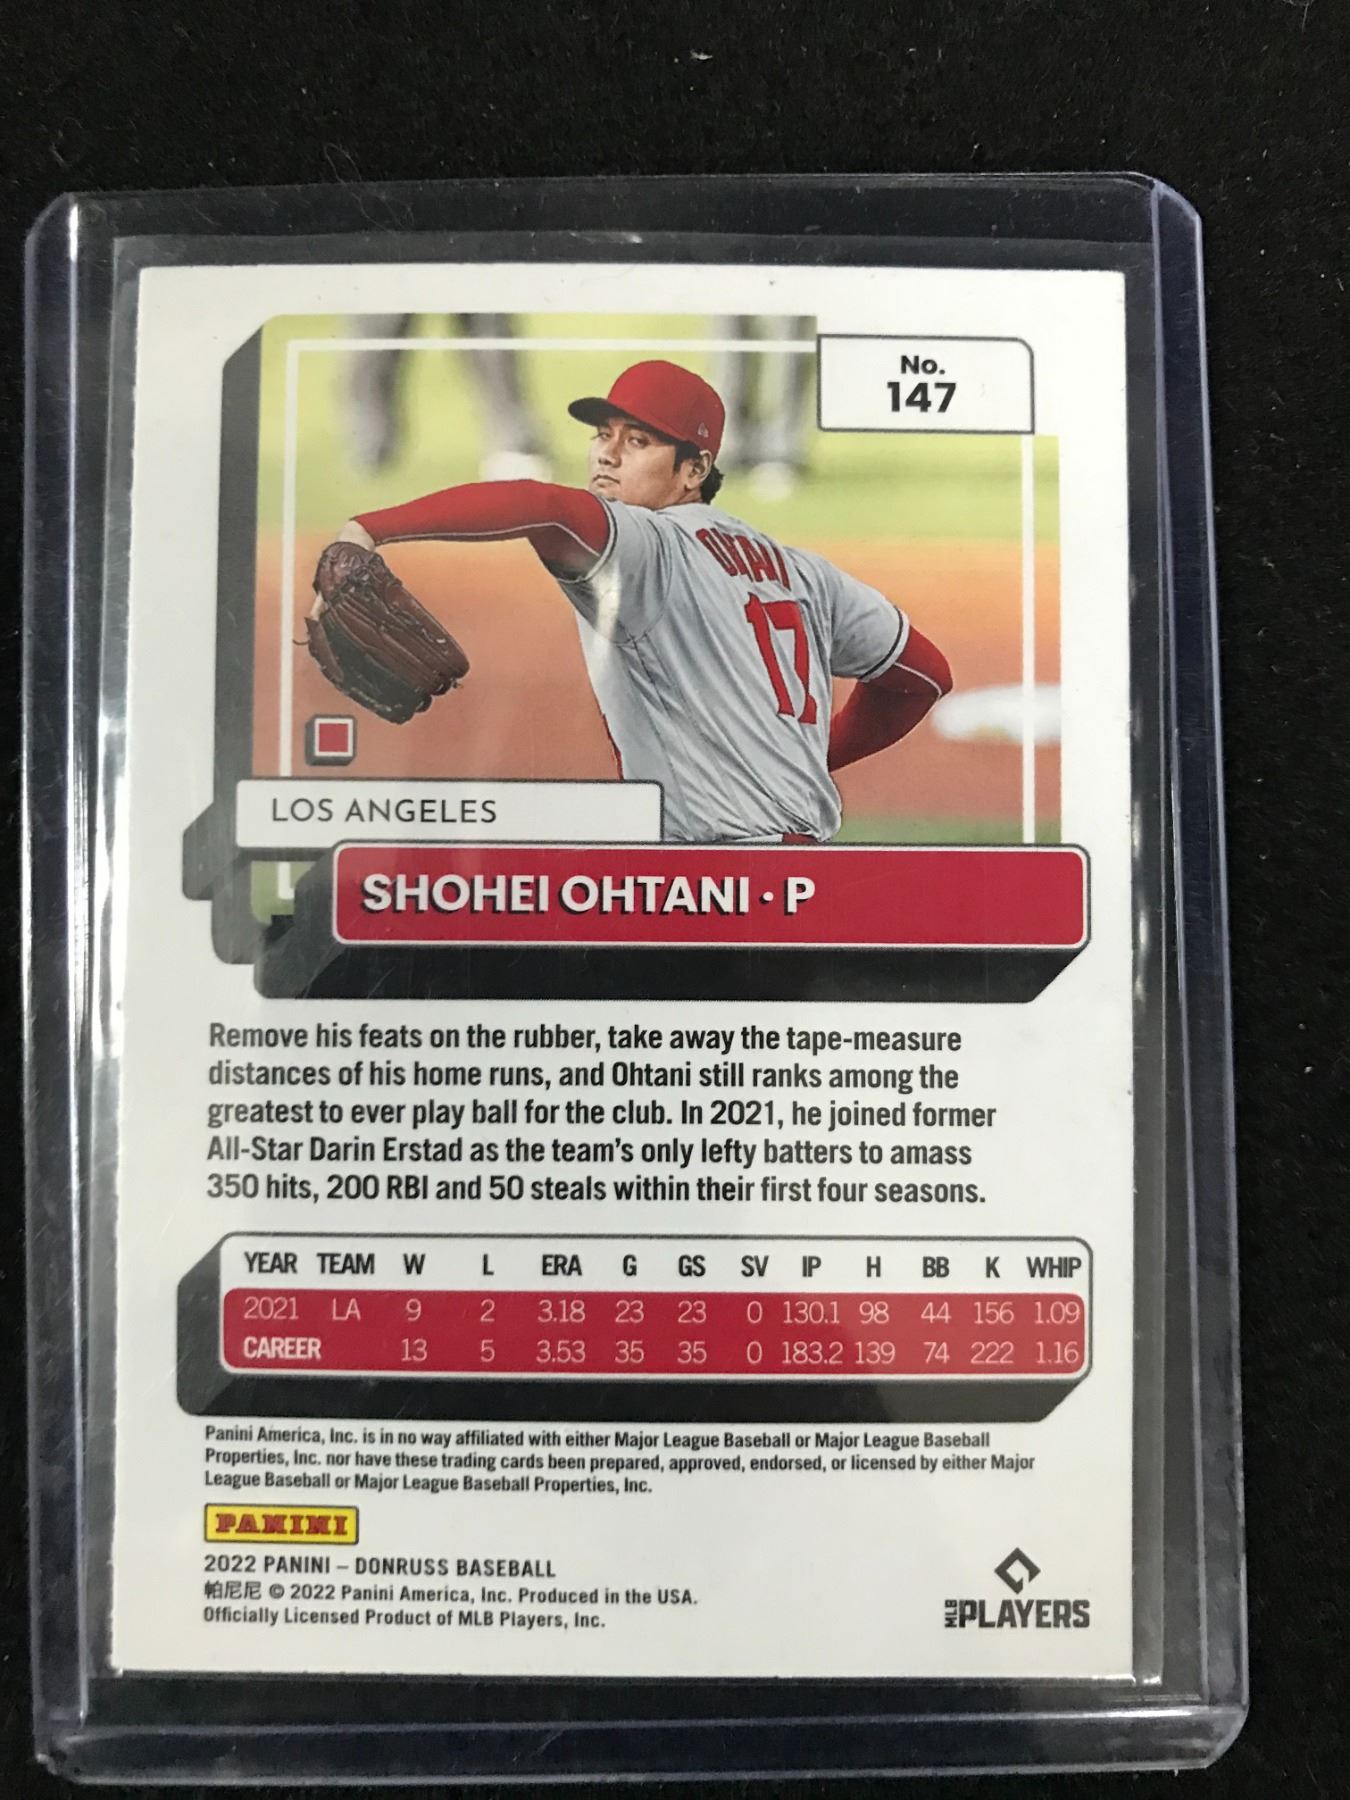 No.
147
OHTANI
17
LOS ANGELES
SHOHEI OHTANI · P
Remove his feats on the rubber, take away the tape-measure
distances of his home runs, and Ohtani still ranks among the
greatest to ever play ball for the club. In 2021, he joined former
All-Star Darin Erstad as the team's only lefty batters to amass
350 hits, 200 RBI and 50 steals within their first four seasons.
YEAR TEAM W L ERA G GS SV IP H BB K WHIP
2021 LA 9 2 3.18 23 23 0 130.1 98 44 156 1.09
CAREER 13 5 3.53 35 35 0 183.2 139 74 222 1.16
Panini America, Inc. is in no way affiliated with either Major League Baseball or Major League Baseball
Properties, Inc. nor have these trading cards been prepared, approved, endorsed, or licensed by either Major
League Baseball or Major League Baseball Properties, Inc.
PANINI
2022 PANINI – DONRUSS BASEBALL
帕尼尼 © 2022 Panini America, Inc. Produced in the USA.
Officially Licensed Product of MLB Players, Inc.
MLB PLAYERS